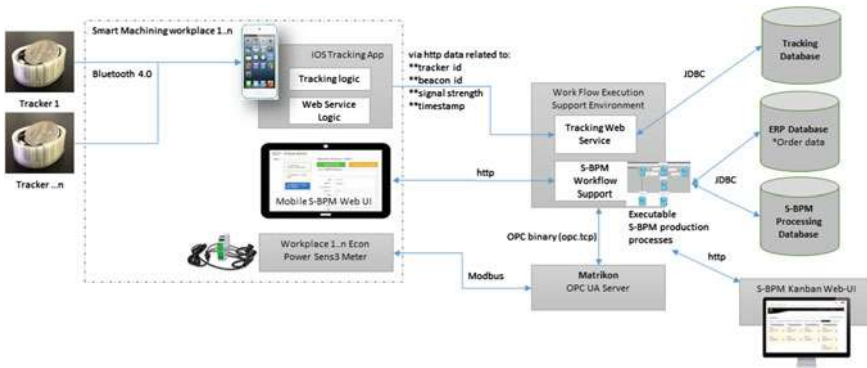 Smart Machining workplace 1..n
Bluetooth 4.0
Tracker 1
Tracker ...n
IOS Tracking App
Tracking logic
Web Service
Logic
via http data related to:
**tracker id
**beacon id
**signal strength
**timestamp
Mobile S-BPM Web UI
http
Workplace 1..n Econ
Power Sens3 Meter
Modbus
Work Flow Execution
Support Environment
Tracking Web
Service
S-BPM
Workflow
Support
Executable
S-BPM production
processes
OPC binary (opc.tcp)
Matrikon
OPC UA Server
JDBC
Tracking
Database
ERP Database
*Order data
JDBC
S-BPM
Processing
Database
http
S-BPM Kanban Web-UI